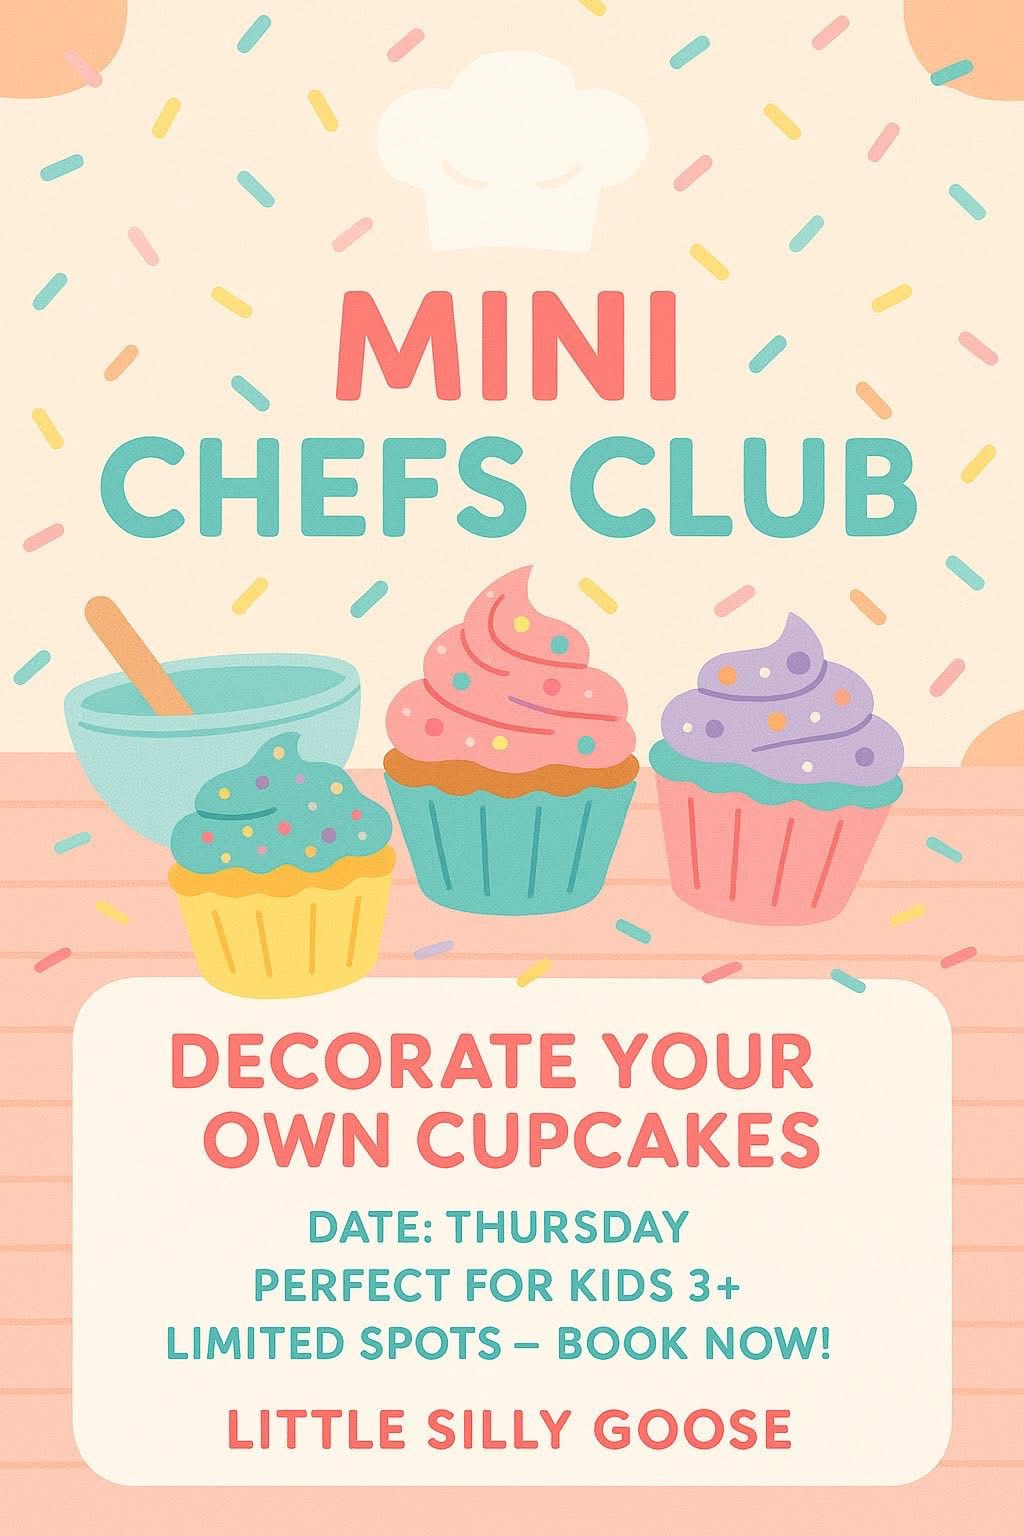 MINI
CHEFS CLUB
DECORATE YOUR
OWN CUPCAKES
DATE: THURSDAY
PERFECT FOR KIDS 3+
LIMITED SPOTS – BOOK NOW!
LITTLE SILLY GOOSE